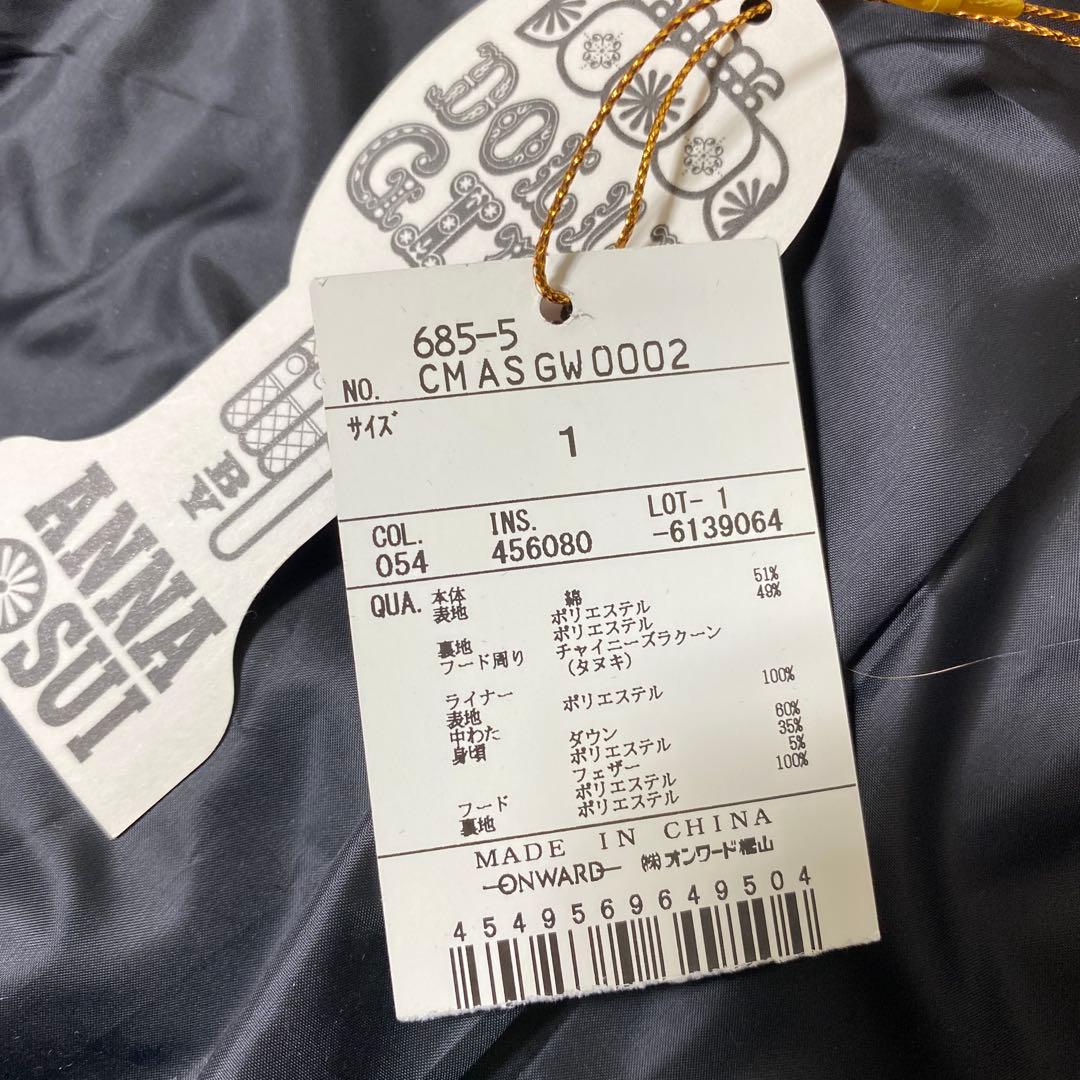 DOLLY
GIRL
BY
ANNA
SUI
685-5
NO. CMASGW0002
サイズ
1
COL. INS. LOT- 1
054 456080 -6139064
QUA. 本体 綿 51%
表地 ポリエステル 49%
裏地 ポリエステル
フード周り チャイニーズラクーン
(タヌキ)
ライナー
表地 ポリエステル 100%
中わた
身頃 ダウン 60%
ポリエステル 35%
フェザー 5%
フード ポリエステル 100%
裏地 ポリエステル
MADE IN CHINA
ONWARD ㈱オンワード樫山
4549569649504